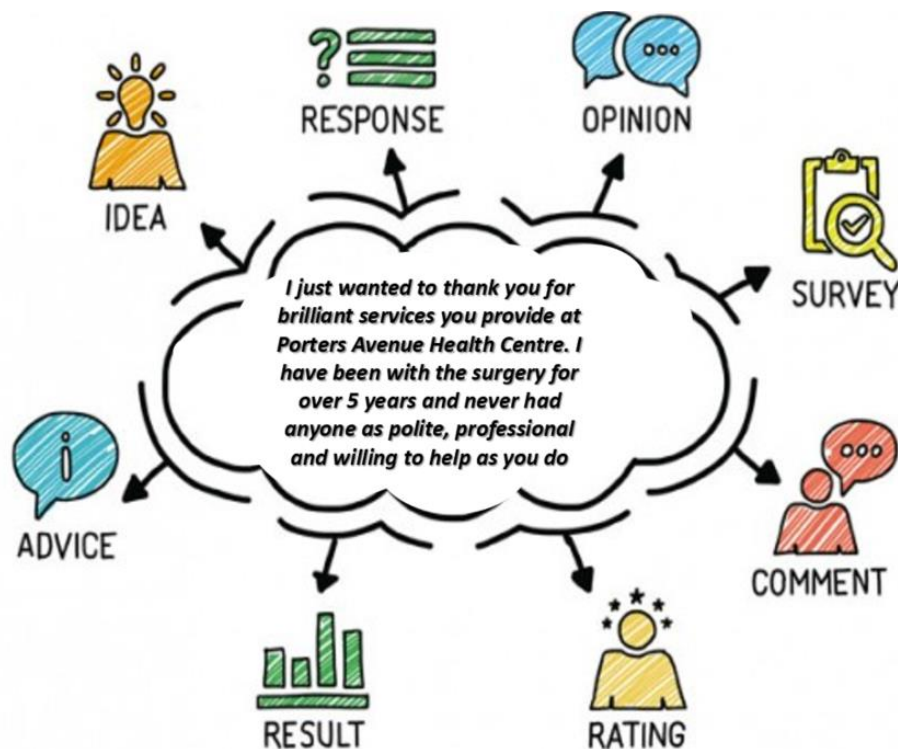 RESPONSE
OPINION
IDEA
SURVEY
I just wanted to thank you for
brilliant services you provide at
Porters Avenue Health Centre. I
have been with the surgery for
over 5 years and never had
anyone as polite, professional
and willing to help as you do
ADVICE
COMMENT
RESULT
RATING